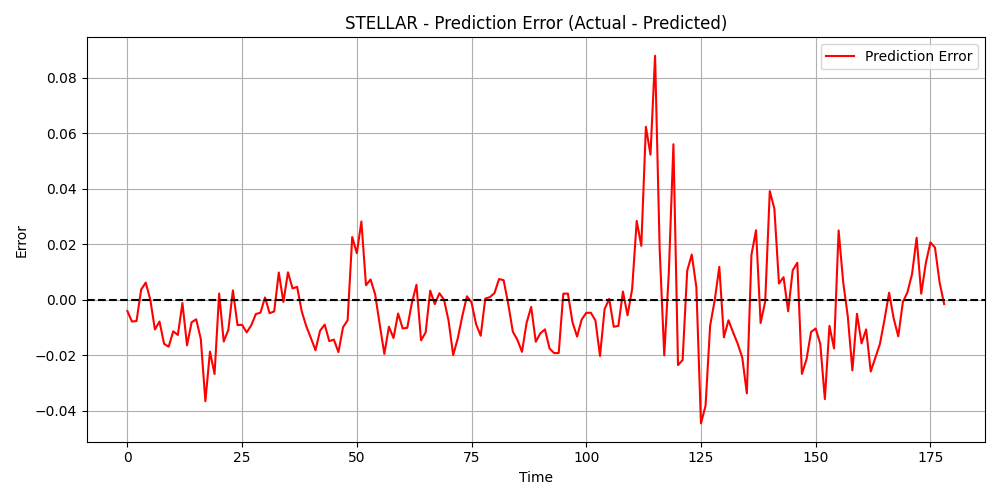 STELLAR - Prediction Error (Actual - Predicted)
Prediction Error
0.08
0.06
0.04
0.02
0.00
−0.02
−0.04
Error
0 25 50 75 100 125 150 175
Time